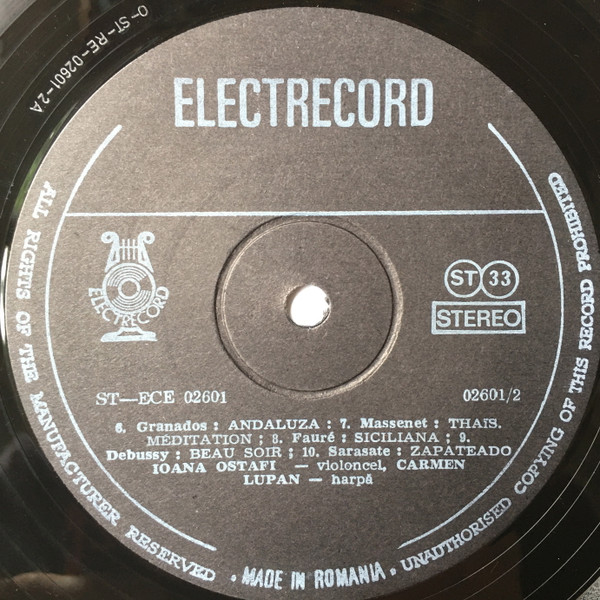 O-ST-RE-02601-2A
ELECTRECORD
ELECTRECORD
ST 33
STEREO
ST—ECE 02601
02601/2
6. Granados : ANDALUZA : 7. Massenet : THAÏS.
MÉDITATION ; 8. Fauré : SICILIANA ; 9.
Debussy : BEAU SOIR ; 10. Sarasate : ZAPATEADO
IOANA OSTAFI — violoncel, CARMEN
LUPAN — harpă
ALL RIGHTS OF THE MANUFACTURER RESERVED • MADE IN ROMANIA • UNAUTHORISED COPYING OF THIS RECORD PROHIBITED